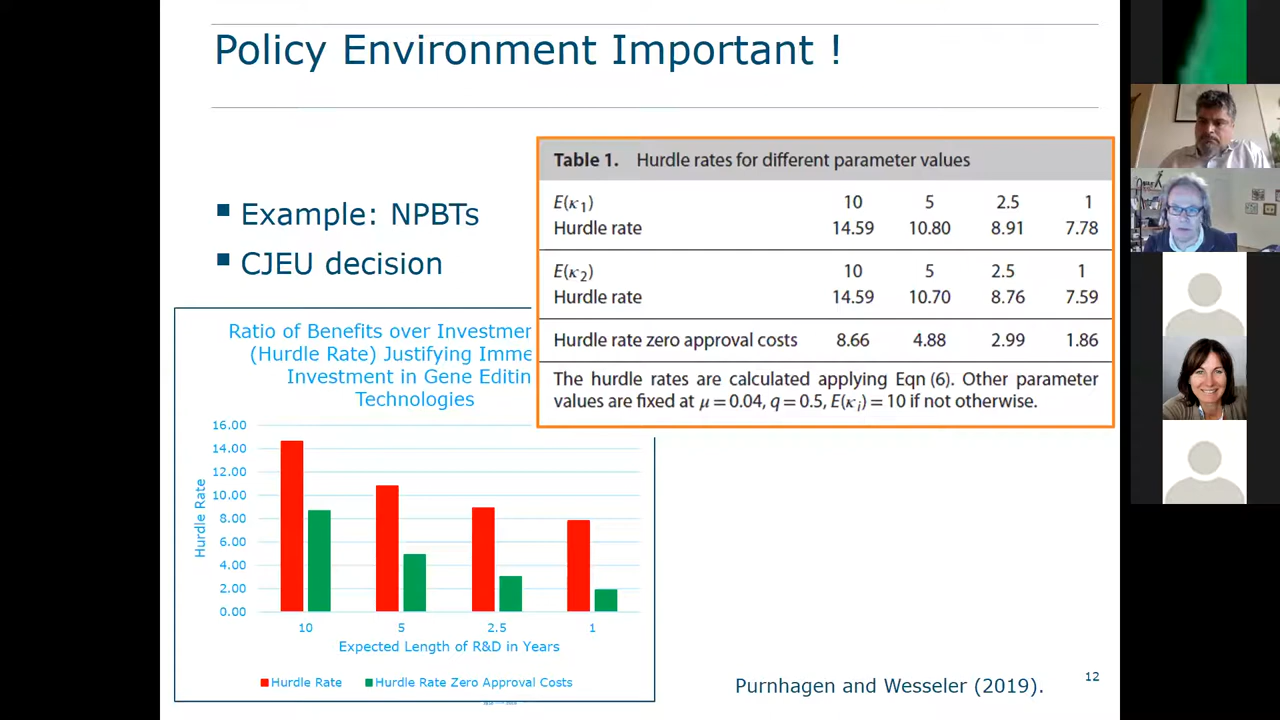 Policy Environment Important !
Example: NPBTs
CJEU decision
Table 1. Hurdle rates for different parameter values
E(κ1) 10 5 2.5 1
Hurdle rate 14.59 10.80 8.91 7.78
E(κ2) 10 5 2.5 1
Hurdle rate 14.59 10.70 8.76 7.59
Hurdle rate zero approval costs 8.66 4.88 2.99 1.86
The hurdle rates are calculated applying Eqn (6). Other parameter
values are fixed at μ = 0.04, q = 0.5, E(κi) = 10 if not otherwise.
Ratio of Benefits over
(Hurdle Rate) Justifying
Investment in Gene
Technologies
16.00
14.00
12.00
10.00
8.00
6.00
4.00
2.00
0.00
Hurdle Rate
10 5 2.5 1
Expected Length of R&D in Years
Hurdle Rate Hurdle Rate Zero Approval Costs
Purnhagen and Wesseler (2019).
12